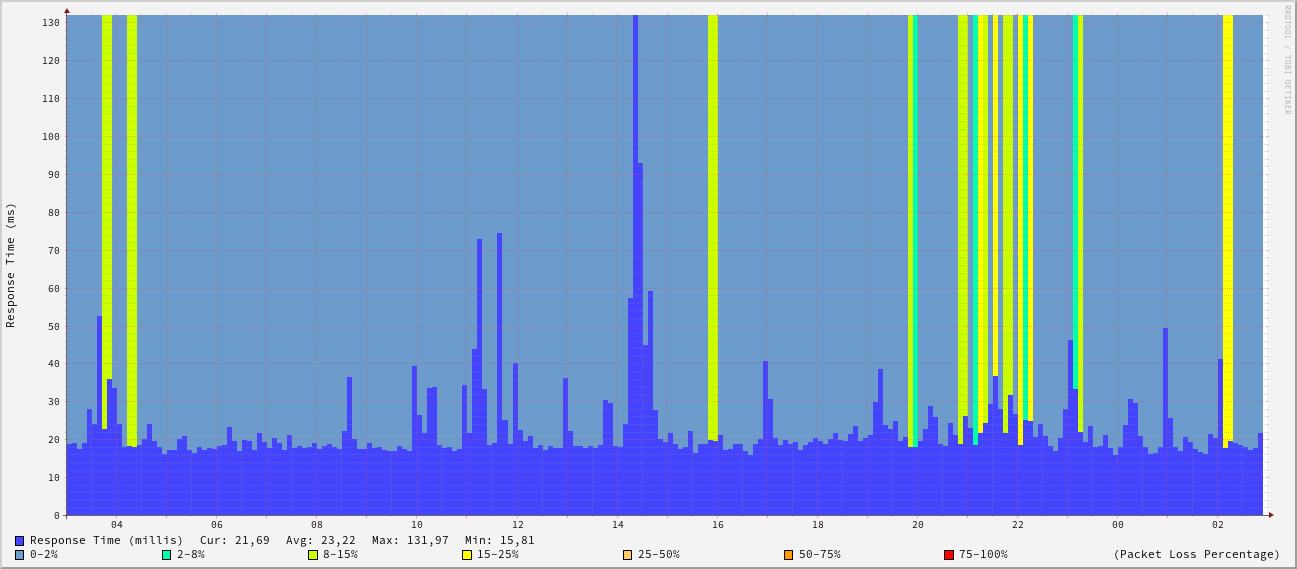 RRDTOOL / TOBI OETIKER
Response Time (ms)
130
120
110
100
90
80
70
60
50
40
30
20
10
0
04 06 08 10 12 14 16 18 20 22 00 02
Response Time (millis) Cur: 21,69 Avg: 23,22 Max: 131,97 Min: 15,81
0-2% 2-8% 8-15% 15-25% 25-50% 50-75% 75-100% (Packet Loss Percentage)